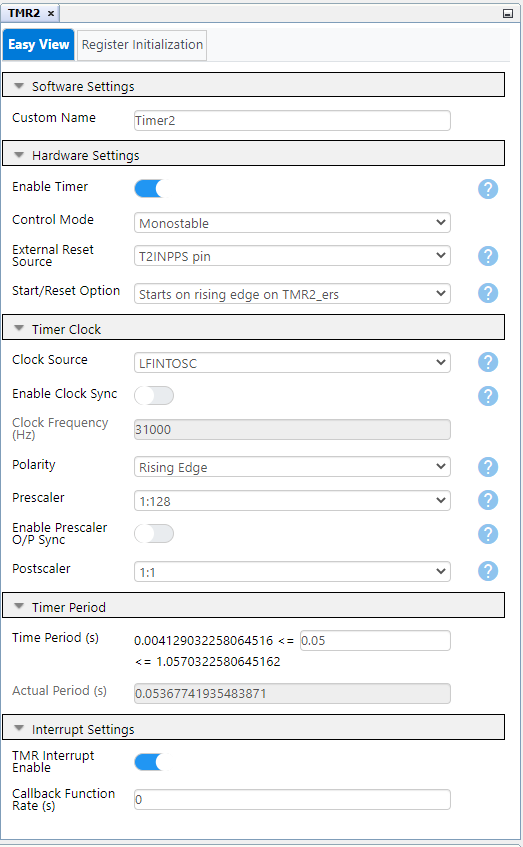 TMR2 ×
Easy View
Register Initialization
Software Settings
Custom Name
Timer2
Hardware Settings
Enable Timer
?
Control Mode
Monostable
External Reset
Source
T2INPPS pin
?
Start/Reset Option
Starts on rising edge on TMR2_ers
?
Timer Clock
Clock Source
LFINTOSC
?
Enable Clock Sync
?
Clock Frequency
(Hz)
31000
Polarity
Rising Edge
?
Prescaler
1:128
?
Enable Prescaler
O/P Sync
?
Postscaler
1:1
?
Timer Period
Time Period (s)
0.004129032258064516 <= 0.05
<= 1.0570322580645162
Actual Period (s)
0.05367741935483871
Interrupt Settings
TMR Interrupt
Enable
Callback Function
Rate (s)
0